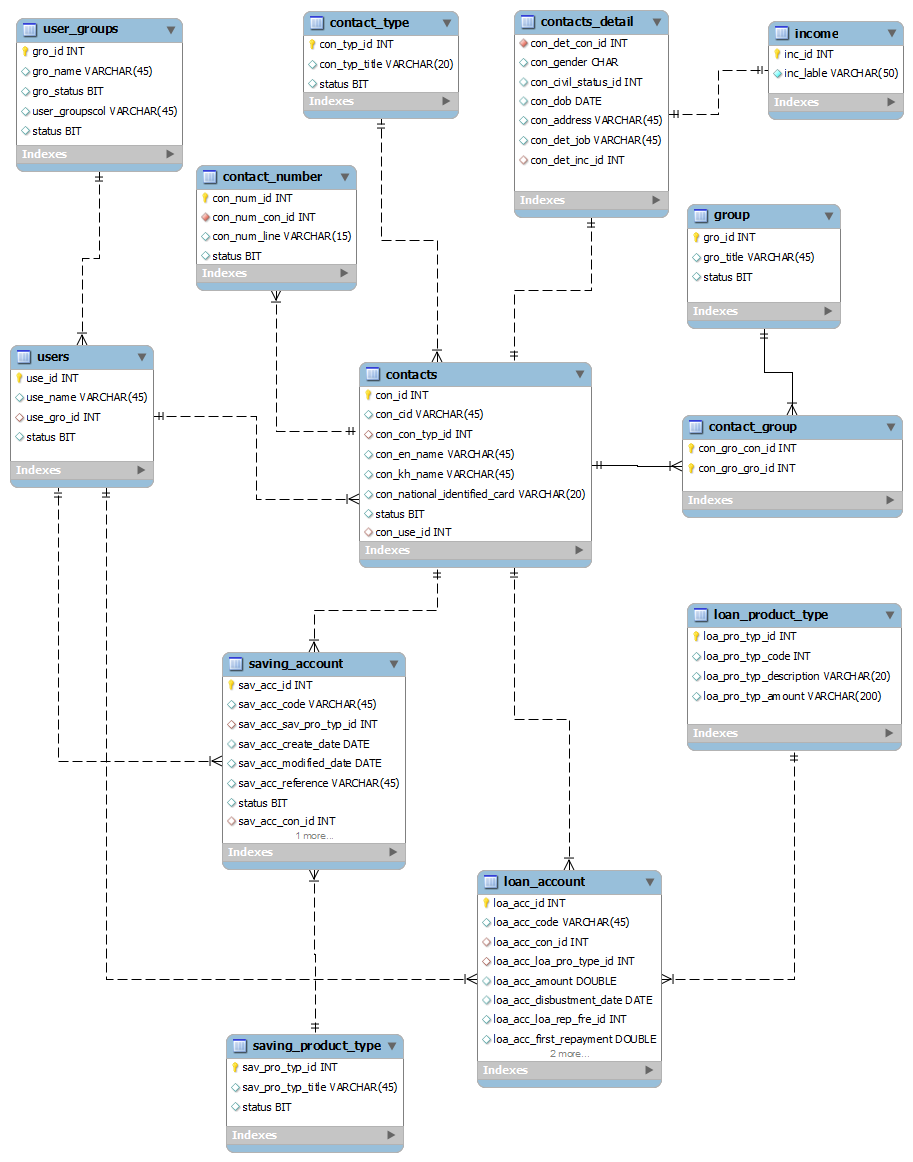 user_groups
gro_id INT
gro_name VARCHAR(45)
gro_status BIT
user_groupscol VARCHAR(45)
status BIT
Indexes
contact_type
con_typ_id INT
con_typ_title VARCHAR(20)
status BIT
Indexes
contacts_detail
con_det_con_id INT
con_gender CHAR
con_civil_status_id INT
con_dob DATE
con_address VARCHAR(45)
con_det_job VARCHAR(45)
con_det_inc_id INT
Indexes
income
inc_id INT
inc_lable VARCHAR(50)
Indexes
contact_number
con_num_id INT
con_num_con_id INT
con_num_line VARCHAR(15)
status BIT
Indexes
group
gro_id INT
gro_title VARCHAR(45)
status BIT
Indexes
users
use_id INT
use_name VARCHAR(45)
use_gro_id INT
status BIT
Indexes
contacts
con_id INT
con_cid VARCHAR(45)
con_con_typ_id INT
con_en_name VARCHAR(45)
con_kh_name VARCHAR(45)
con_national_identified_card VARCHAR(20)
status BIT
con_use_id INT
Indexes
contact_group
con_gro_con_id INT
con_gro_gro_id INT
Indexes
saving_account
sav_acc_id INT
sav_acc_code VARCHAR(45)
sav_acc_sav_pro_typ_id INT
sav_acc_create_date DATE
sav_acc_modified_date DATE
sav_acc_reference VARCHAR(45)
status BIT
sav_acc_con_id INT
1 more...
Indexes
loan_product_type
loa_pro_typ_id INT
loa_pro_typ_code INT
loa_pro_typ_description VARCHAR(20)
loa_pro_typ_amount VARCHAR(200)
Indexes
loan_account
loa_acc_id INT
loa_acc_code VARCHAR(45)
loa_acc_con_id INT
loa_acc_loa_pro_type_id INT
loa_acc_amount DOUBLE
loa_acc_disbustment_date DATE
loa_acc_loa_rep_fre_id INT
loa_acc_first_repayment DOUBLE
2 more...
Indexes
saving_product_type
sav_pro_typ_id INT
sav_pro_typ_title VARCHAR(45)
status BIT
Indexes